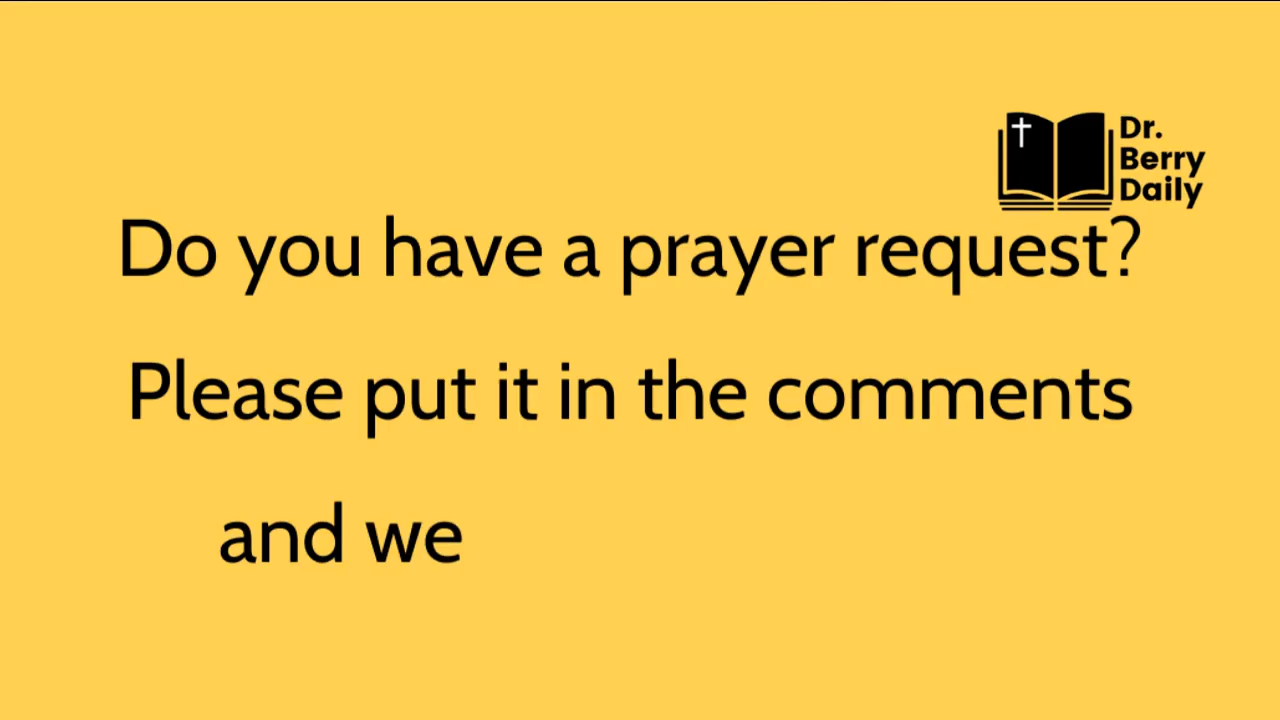 Dr.
Berry
Daily
Do you have a prayer request?
Please put it in the comments
and we